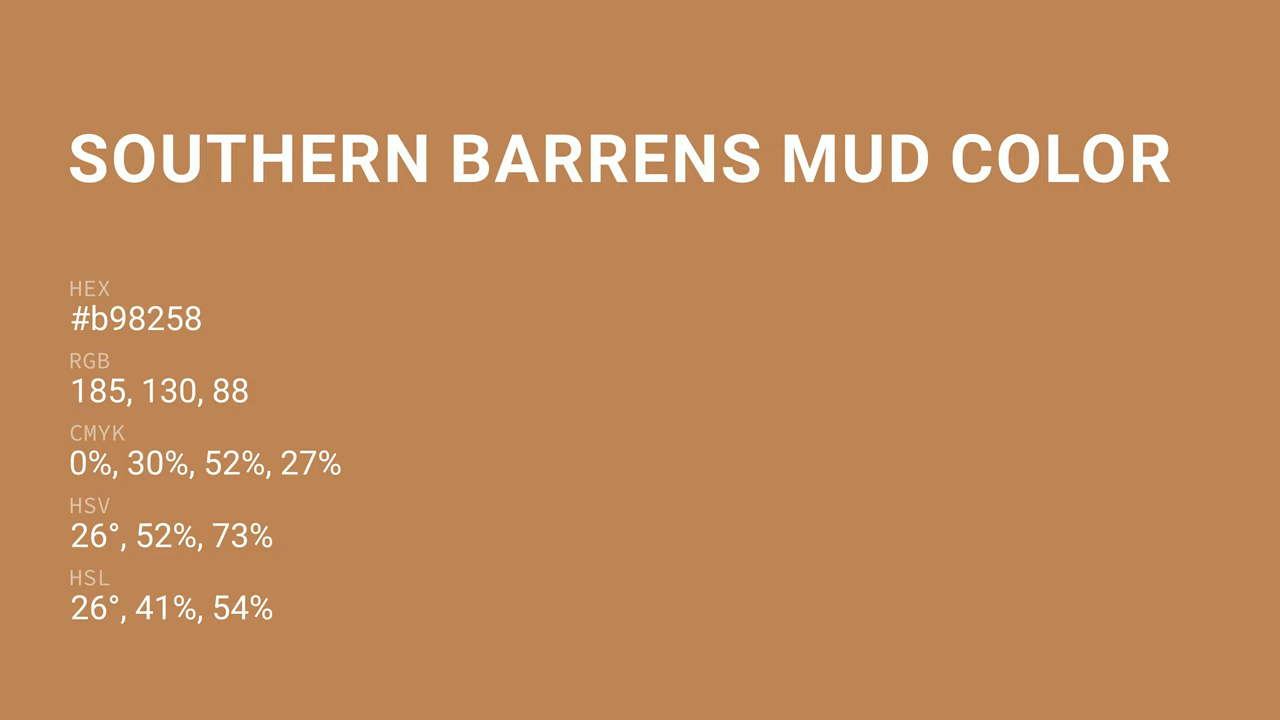 SOUTHERN BARRENS MUD COLOR
HEX
#b98258
RGB
185, 130, 88
CMYK
0%, 30%, 52%, 27%
HSV
26°, 52%, 73%
HSL
26°, 41%, 54%